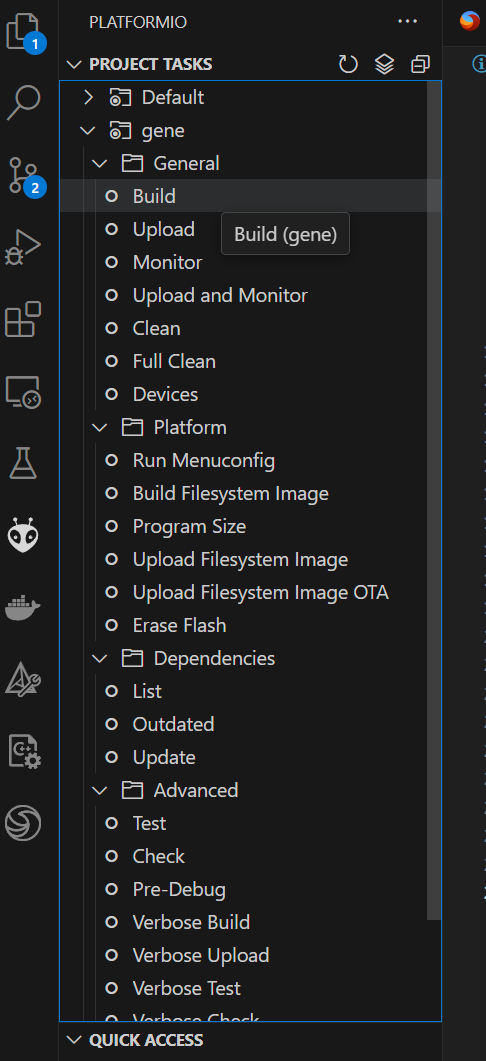 PLATFORMIO
PROJECT TASKS
Default
gene
General
Build
Upload
Build (gene)
Monitor
Upload and Monitor
Clean
Full Clean
Devices
Platform
Run Menuconfig
Build Filesystem Image
Program Size
Upload Filesystem Image
Upload Filesystem Image OTA
Erase Flash
Dependencies
List
Outdated
Update
Advanced
Test
Check
Pre-Debug
Verbose Build
Verbose Upload
Verbose Test
Verbose Check
QUICK ACCESS
1
2
C++